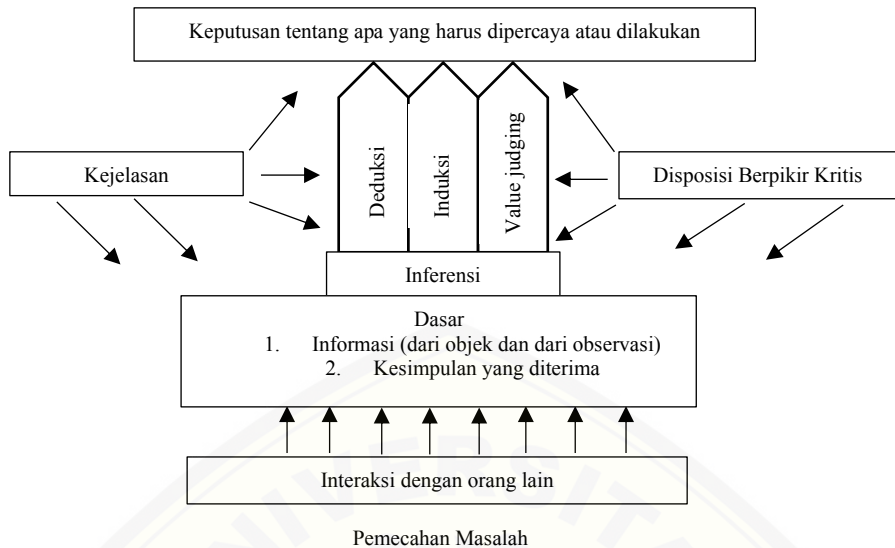 Keputusan tentang apa yang harus dipercaya atau dilakukan
Kejelasan
Deduksi
Induksi
Value judging
Disposisi Berpikir Kritis
Inferensi
Dasar
1. Informasi (dari objek dan dari observasi)
2. Kesimpulan yang diterima
Interaksi dengan orang lain
Pemecahan Masalah